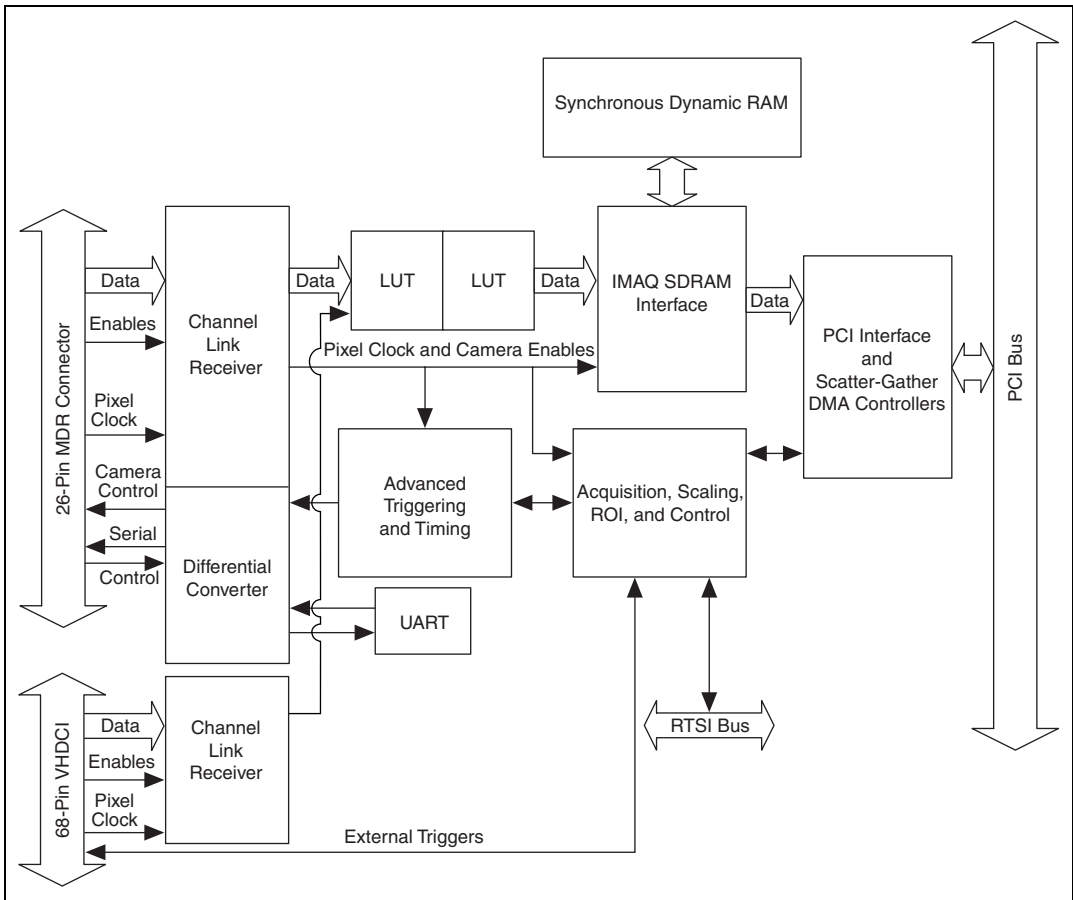 Synchronous Dynamic RAM
PCI Bus
26-Pin MDR Connector
Data
Enables
Pixel
Clock
Camera
Control
Serial
Control
Channel
Link
Receiver
Differential
Converter
Data
LUT
LUT
Data
IMAQ SDRAM
Interface
Data
PCI Interface
and
Scatter-Gather
DMA Controllers
Pixel Clock and Camera Enables
Advanced
Triggering
and Timing
Acquisition, Scaling,
ROI, and Control
UART
68-Pin VHDCI
Data
Enables
Pixel
Clock
Channel
Link
Receiver
RTSI Bus
External Triggers